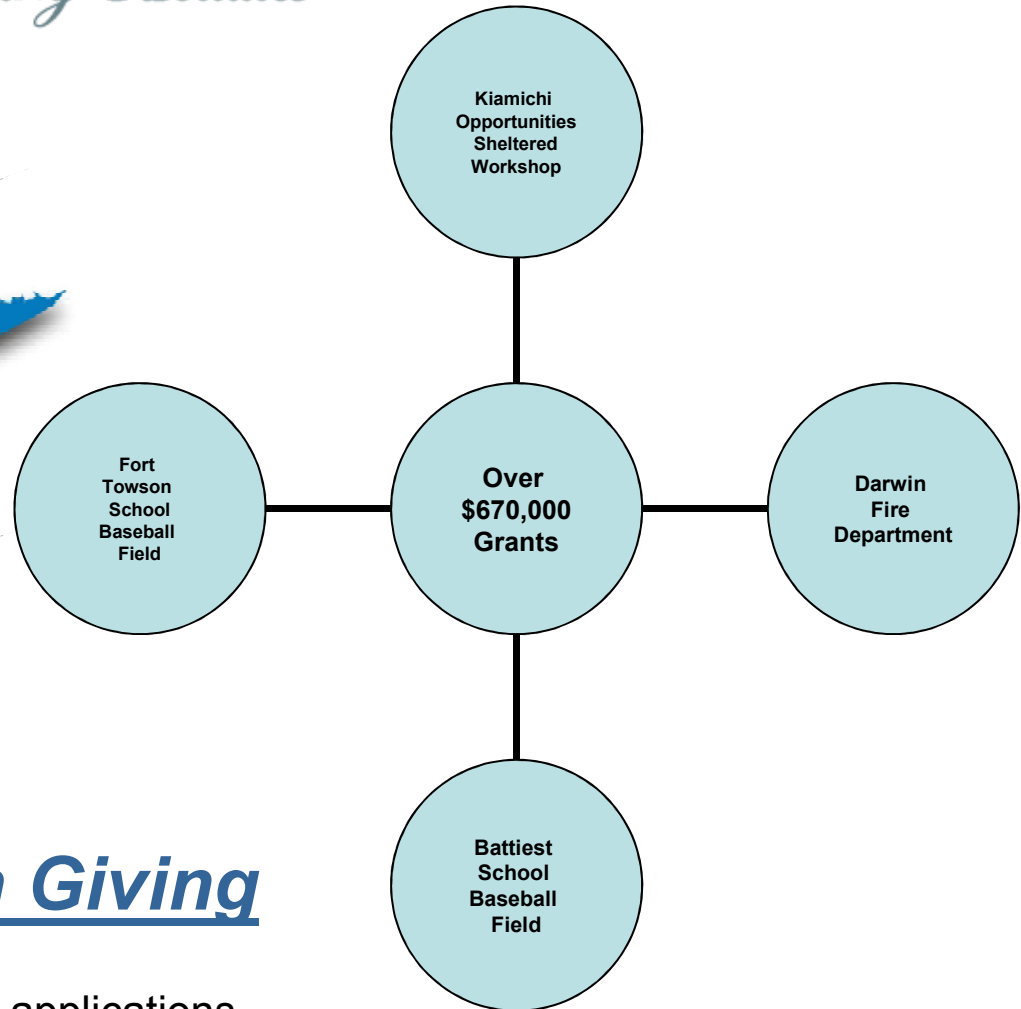 Kiamichi
Opportunities
Sheltered
Workshop
Fort
Towson
School
Baseball
Field
Over
$670,000
Grants
Darwin
Fire
Department
Battiest
School
Baseball
Field
Giving
applications